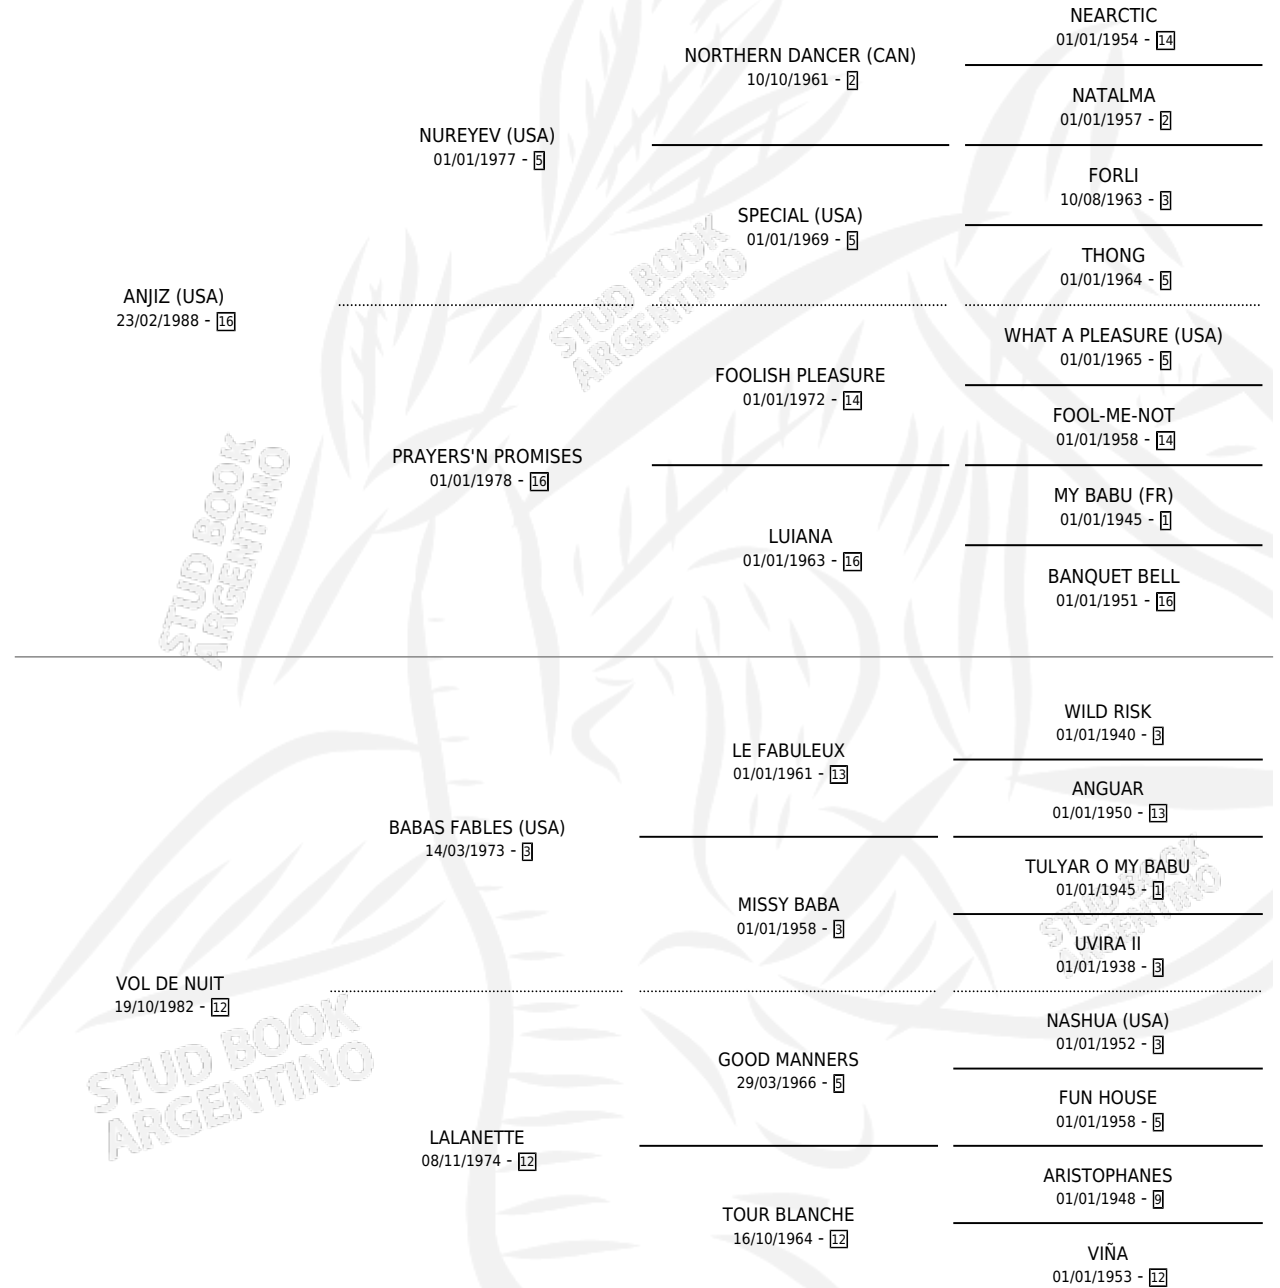 NEARCTIC
01/01/1954 - 14
NORTHERN DANCER (CAN)
10/10/1961 - 2
NATALMA
01/01/1957 - 2
NUREYEV (USA)
01/01/1977 - 5
FORLI
10/08/1963 - 3
SPECIAL (USA)
01/01/1969 - 5
THONG
01/01/1964 - 5
ANJIZ (USA)
23/02/1988 - 16
STUD BOOK
ARGENTINO
WHAT A PLEASURE (USA)
01/01/1965 - 5
FOOLISH PLEASURE
01/01/1972 - 14
FOOL-ME-NOT
01/01/1958 - 14
PRAYERS'N PROMISES
01/01/1978 - 16
MY BABU (FR)
01/01/1945 - 1
LUIANA
01/01/1963 - 16
BANQUET BELL
01/01/1951 - 16
STUD BOOK
ARGENTINO
WILD RISK
01/01/1940 - 3
LE FABULEUX
01/01/1961 - 13
ANGUAR
01/01/1950 - 13
BABAS FABLES (USA)
14/03/1973 - 3
TULYAR O MY BABU
01/01/1945 - 1
MISSY BABA
01/01/1958 - 3
UVIRA II
01/01/1938 - 3
STUD BOOK
ARGENTINO
VOL DE NUIT
19/10/1982 - 12
NASHUA (USA)
01/01/1952 - 3
GOOD MANNERS
29/03/1966 - 5
FUN HOUSE
01/01/1958 - 5
STUD BOOK
ARGENTINO
LALANETTE
08/11/1974 - 12
ARISTOPHANES
01/01/1948 - 9
TOUR BLANCHE
16/10/1964 - 12
VIÑA
01/01/1953 - 12